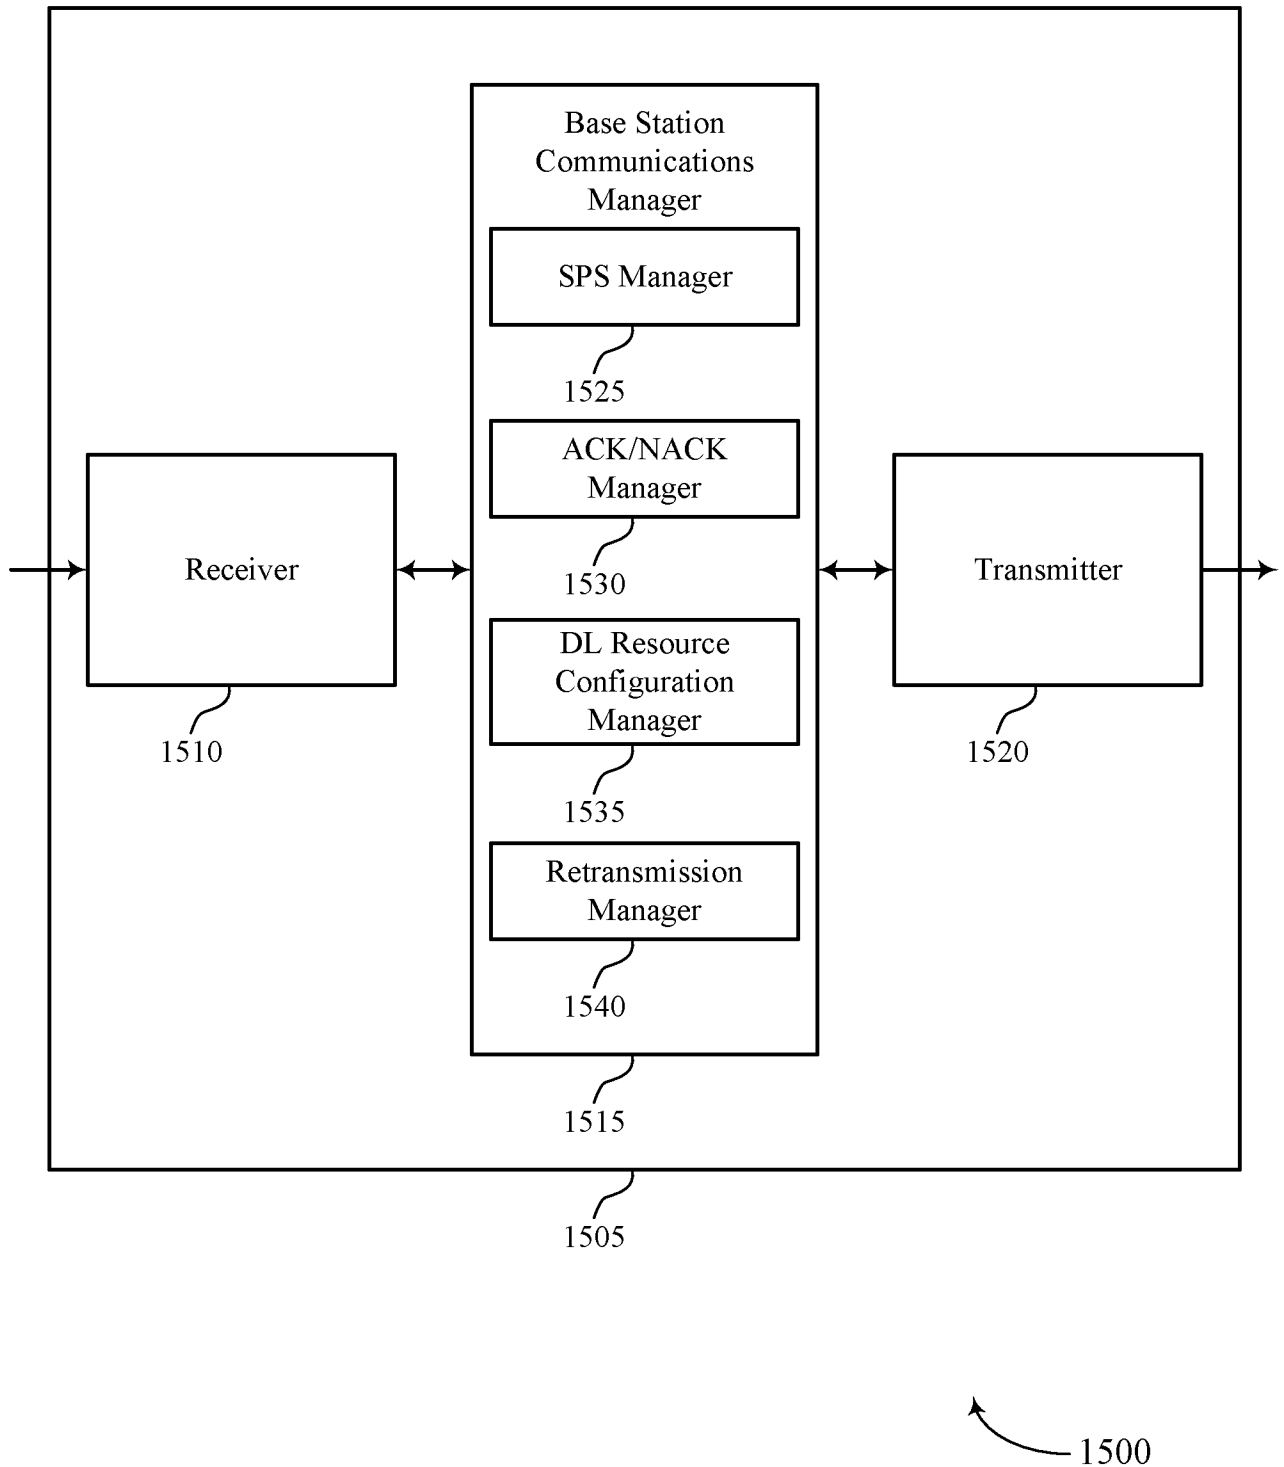 Base Station
Communications
Manager
SPS Manager
1525
ACK/NACK
Manager
1530
Receiver
1510
DL Resource
Configuration
Manager
1535
Transmitter
1520
Retransmission
Manager
1540
1515
1505
1500